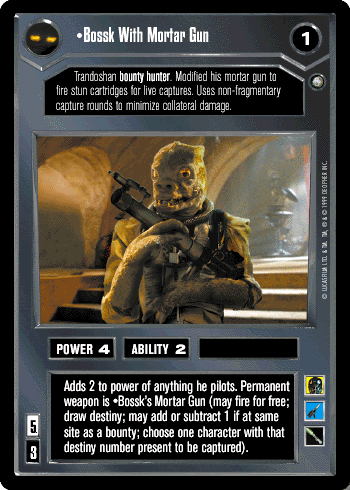 •Bossk With Mortar Gun
1
Trandoshan bounty hunter. Modified his mortar gun to
fire stun cartridges for live captures. Uses non-fragmentary
capture rounds to minimize collateral damage.
POWER 4
ABILITY 2
Adds 2 to power of anything he pilots. Permanent
weapon is •Bossk's Mortar Gun (may fire for free;
draw destiny; may add or subtract 1 if at same
site as a bounty; choose one character with that
destiny number present to be captured).
5
3